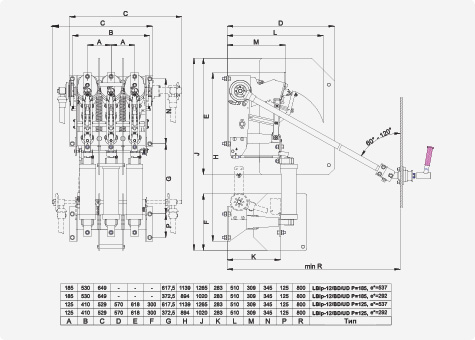 C
C
B
A A
D
L
M
E
J
H
F
N
G
P
60°-120°
K
min R
185 530 649 - - - 617,5 1139 1265 283 510 309 345 125 800 LBIp-12/BD/UD P=185, e*=537
185 530 649 - - - 372,5 894 1020 283 510 309 345 125 800 LBIp-12/BD/UD P=185, e*=292
125 410 529 570 618 300 617,5 1139 1265 283 510 309 345 125 800 LBIp-12/BD/UD P=125, e*=537
125 410 529 570 618 300 372,5 894 1020 283 510 309 345 125 800 LBIp-12/BD/UD P=125, e*=292
A B C D E F G H J K L M N P R Тип